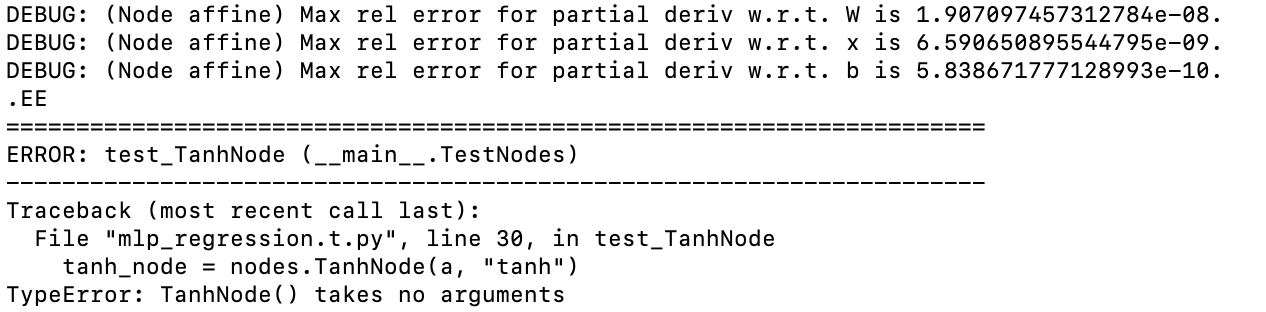 DEBUG: (Node affine) Max rel error for partial deriv w.r.t. W is 1.907097457312784e-08.
DEBUG: (Node affine) Max rel error for partial deriv w.r.t. x is 6.590650895544795e-09.
DEBUG: (Node affine) Max rel error for partial deriv w.r.t. b is 5.838671777128993e-10.
.EE
======================================================================
ERROR: test_TanhNode (__main__.TestNodes)
----------------------------------------------------------------------
Traceback (most recent call last):
  File "mlp_regression.t.py", line 30, in test_TanhNode
    tanh_node = nodes.TanhNode(a, "tanh")
TypeError: TanhNode() takes no arguments